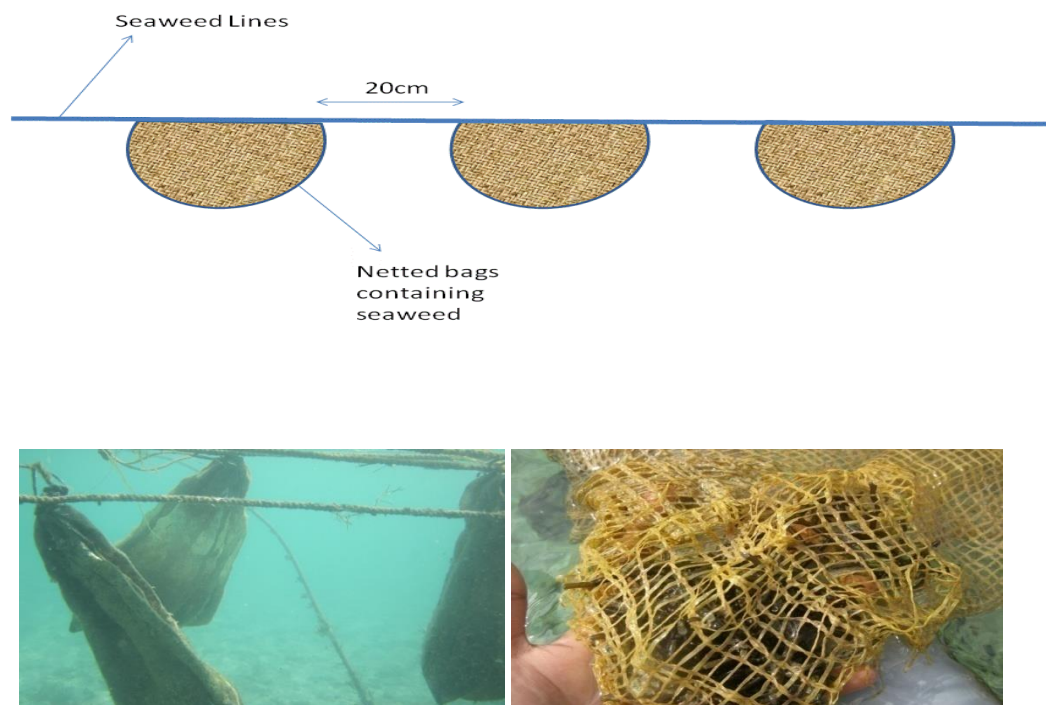 Seaweed Lines
20cm
Netted bags
containing
seaweed